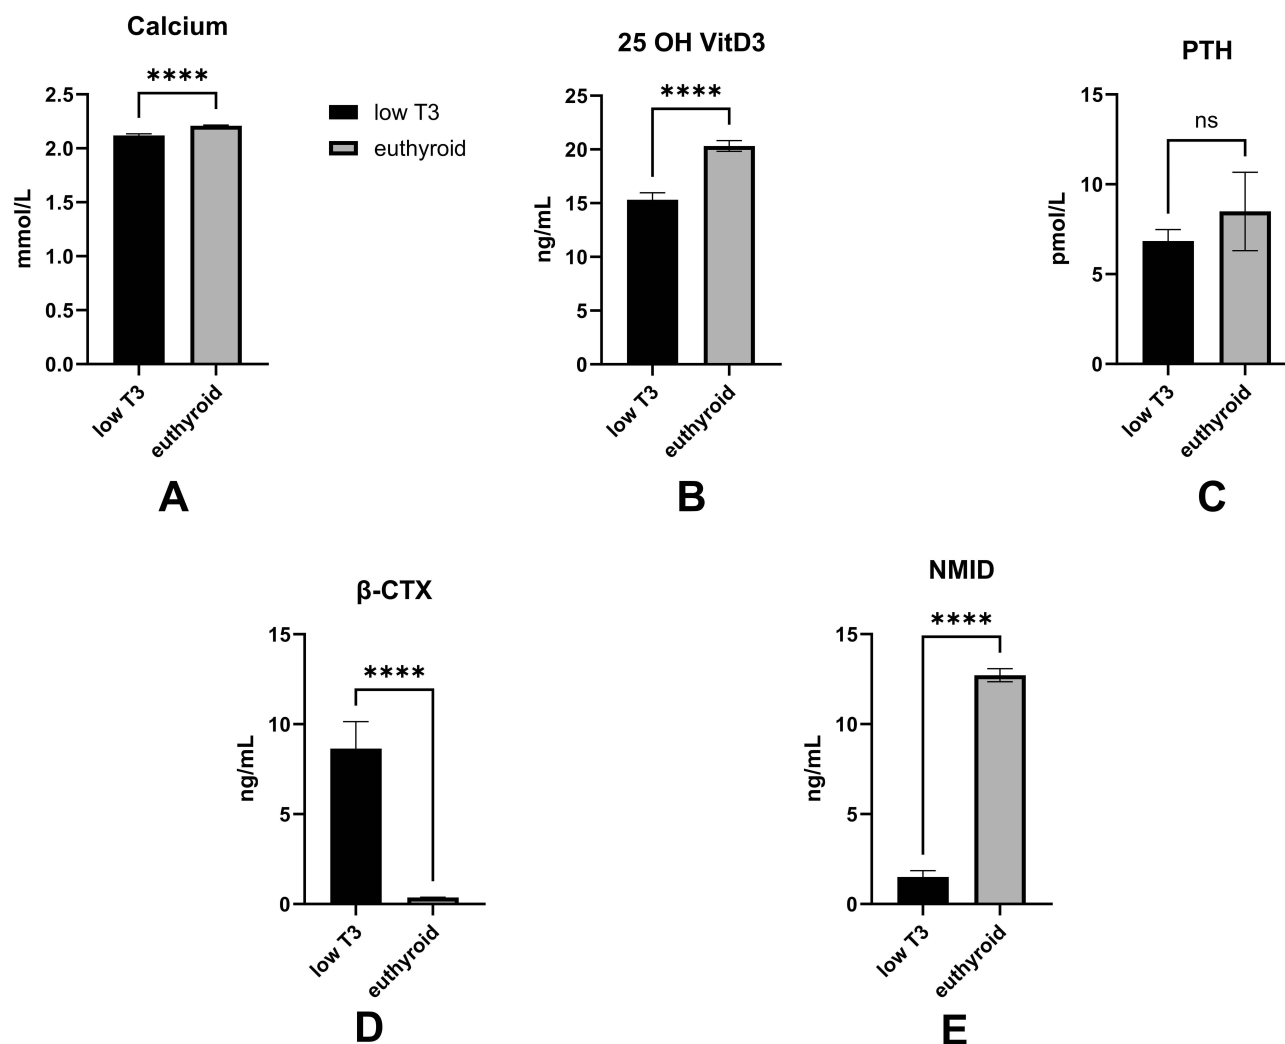 Calcium
****
2.5
2.0
1.5
1.0
0.5
0.0
mmol/L
low T3
euthyroid
A
low T3
euthyroid
25 OH VitD3
****
25
20
15
10
5
0
ng/mL
low T3
euthyroid
B
PTH
ns
15
10
5
0
pmol/L
low T3
euthyroid
C
β-CTX
****
15
10
5
0
ng/mL
low T3
euthyroid
D
NMID
****
15
10
5
0
ng/mL
low T3
euthyroid
E